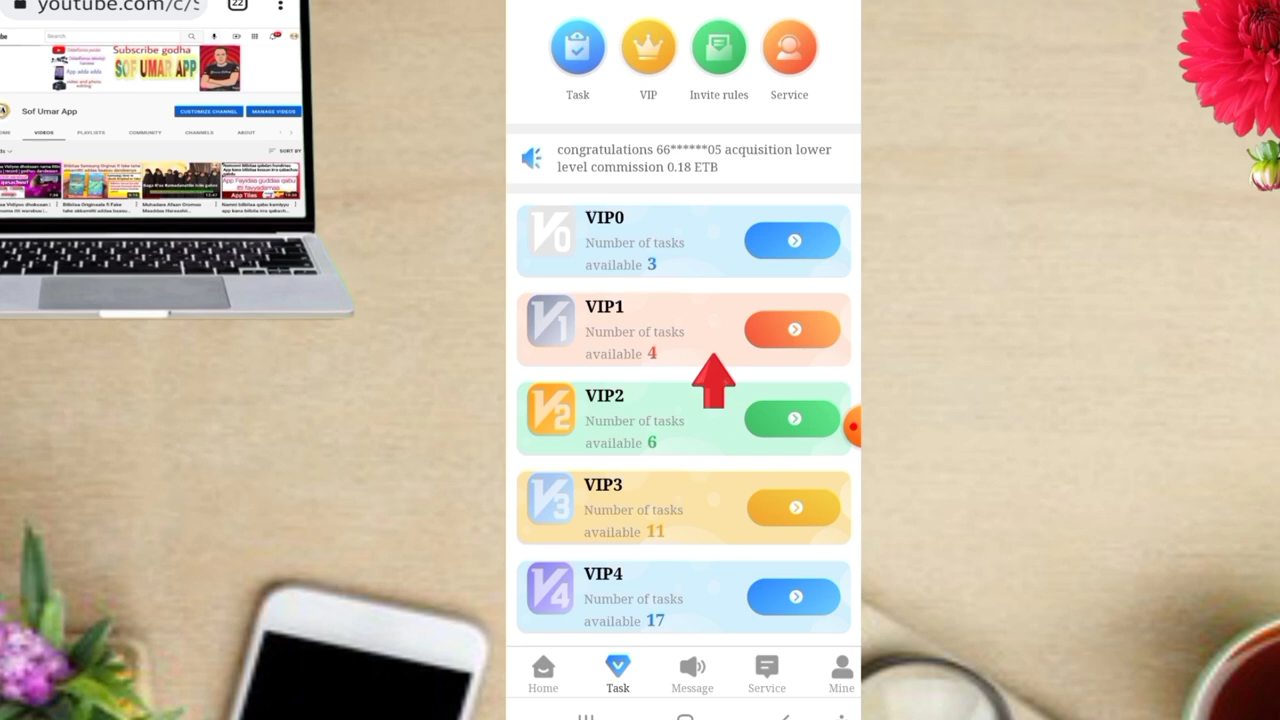 youtube.com/c/S
22
Search
Subscribe godha
SOF UMAR APP
Sof Umar App
CUSTOMIZE CHANNEL
MANAGE VIDEOS
VIDEOS
PLAYLISTS
COMMUNITY
CHANNELS
ABOUT
SORT BY
Task
VIP
Invite rules
Service
congratulations 66******05 acquisition lower
level commission0.18 ETB
VIP0
Number of tasks
available 3
VIP1
Number of tasks
available 4
VIP2
Number of tasks
available 6
VIP3
Number of tasks
available 11
VIP4
Number of tasks
available 17
Home
Task
Message
Service
Mine